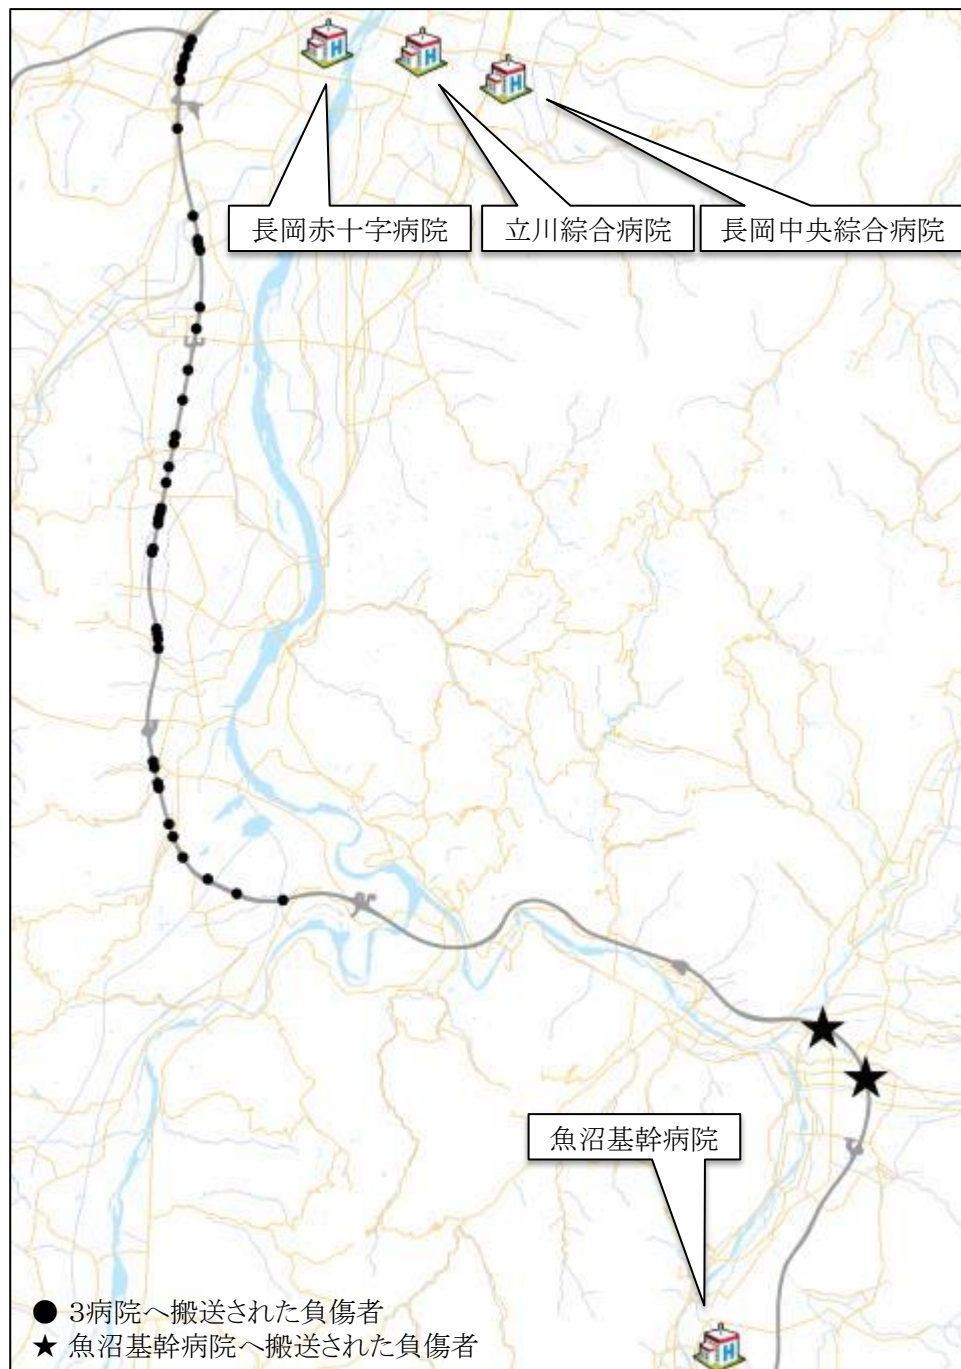 H
H
H
長岡赤十字病院
立川綜合病院
長岡中央綜合病院
魚沼基幹病院
H
● 3病院へ搬送された負傷者
★ 魚沼基幹病院へ搬送された負傷者